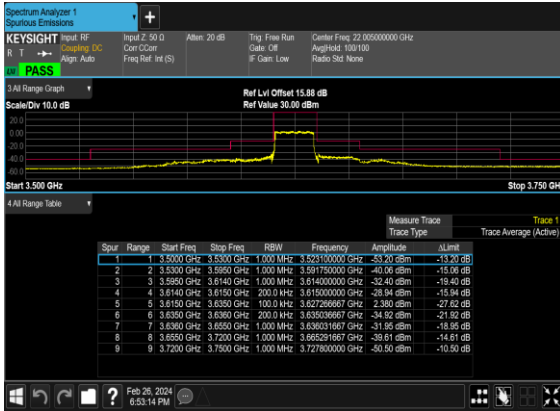 Spectrum Analyzer 1
Spurious Emissions
KEYSIGHT
R T
PASS
Input: RF
Coupling: DC
Align: Auto
Input Z: 50 Ω
Corr CCorr
Freq Ref: Int (S)
Atten: 20 dB
Trig: Free Run
Gate: Off
IF Gain: Low
Center Freq: 22.005000000 GHz
Avg|Hold: 100/100
Radio Std: None
3 All Range Graph
Scale/Div 10.0 dB
Ref Lvl Offset 15.88 dB
Ref Value 30.00 dBm
20.0
0.00
-20.0
-40.0
Start 3.500 GHz
Stop 3.750 GH
4 All Range Table
Measure Trace Trace 1
Trace Type Trace Average (Active)
Spur Range Start Freq Stop Freq RBW Frequency Amplitude ΔLimit
1 1 3.5000 GHz 3.5300 GHz 1.000 MHz 3.523100000 GHz -53.20 dBm -13.20 dB
2 2 3.5300 GHz 3.5950 GHz 1.000 MHz 3.591750000 GHz -40.06 dBm -15.06 dB
3 3 3.5950 GHz 3.6140 GHz 1.000 MHz 3.614000000 GHz -32.40 dBm -19.40 dB
4 4 3.6140 GHz 3.6150 GHz 200.0 kHz 3.615000000 GHz -28.94 dBm -15.94 dB
5 5 3.6150 GHz 3.6350 GHz 100.0 kHz 3.627266667 GHz 2.380 dBm -27.62 dB
6 6 3.6350 GHz 3.6360 GHz 200.0 kHz 3.635036667 GHz -34.92 dBm -21.92 dB
7 7 3.6360 GHz 3.6550 GHz 1.000 MHz 3.636031667 GHz -31.95 dBm -18.95 dB
8 8 3.6550 GHz 3.7200 GHz 1.000 MHz 3.665291667 GHz -39.61 dBm -14.61 dB
9 9 3.7200 GHz 3.7500 GHz 1.000 MHz 3.727800000 GHz -50.50 dBm -10.50 dB
Feb 26, 2024
6:53:14 PM